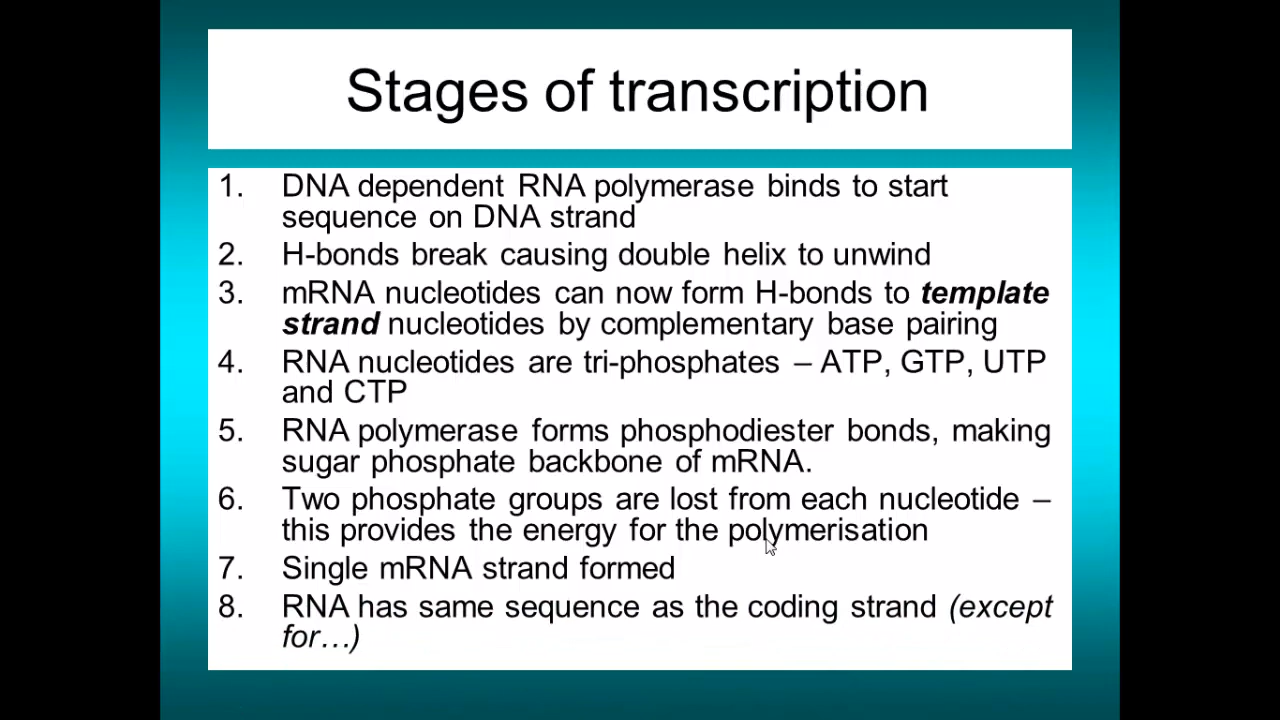 Stages of transcription
1. DNA dependent RNA polymerase binds to start
sequence on DNA strand
2. H-bonds break causing double helix to unwind
3. mRNA nucleotides can now form H-bonds to template
strand nucleotides by complementary base pairing
4. RNA nucleotides are tri-phosphates – ATP, GTP, UTP
and CTP
5. RNA polymerase forms phosphodiester bonds, making
sugar phosphate backbone of mRNA.
6. Two phosphate groups are lost from each nucleotide –
this provides the energy for the polymerisation
7. Single mRNA strand formed
8. RNA has same sequence as the coding strand (except
for…)